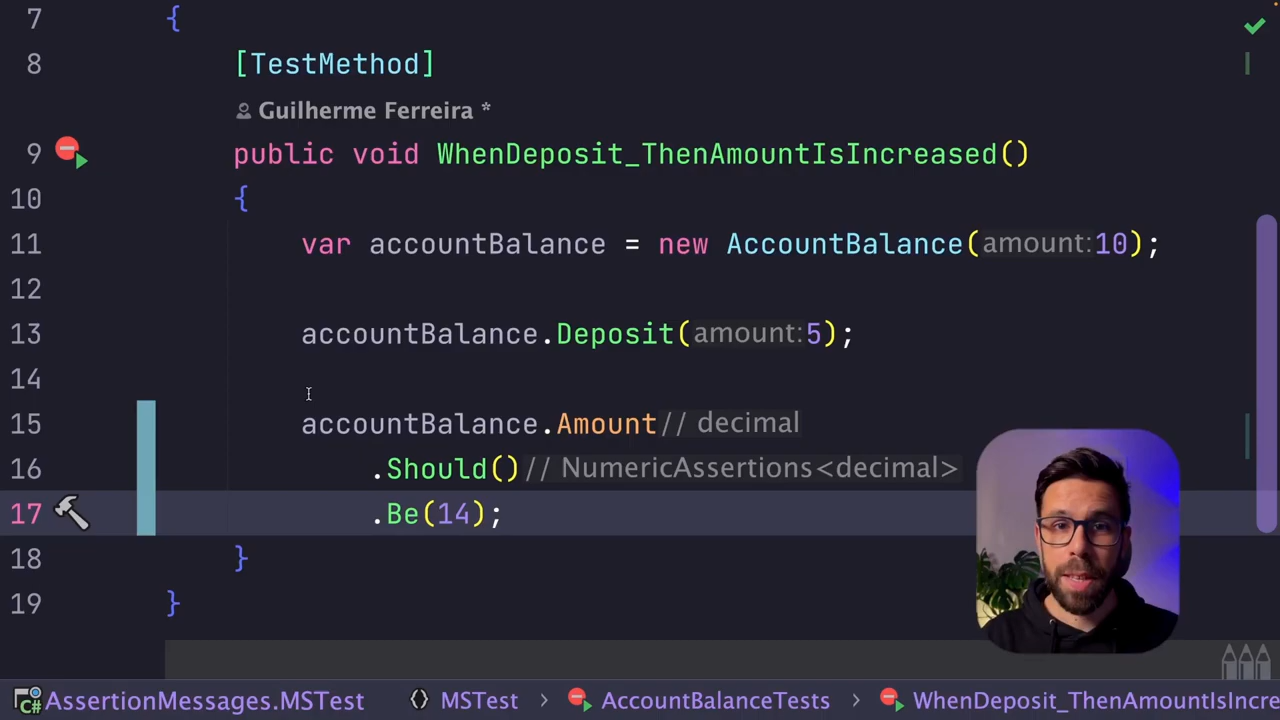 7 {
8 [TestMethod]
Guilherme Ferreira *
9 public void WhenDeposit_ThenAmountIsIncreased()
10 {
11 var accountBalance = new AccountBalance(amount:10);
12
13 accountBalance.Deposit(amount:5);
14
15 accountBalance.Amount// decimal
16 .Should()// NumericAssertions<decimal>
17 .Be(14);
18 }
19 }
AssertionMessages.MSTest MSTest > AccountBalanceTests > WhenDeposit_ThenAmountIsIncre